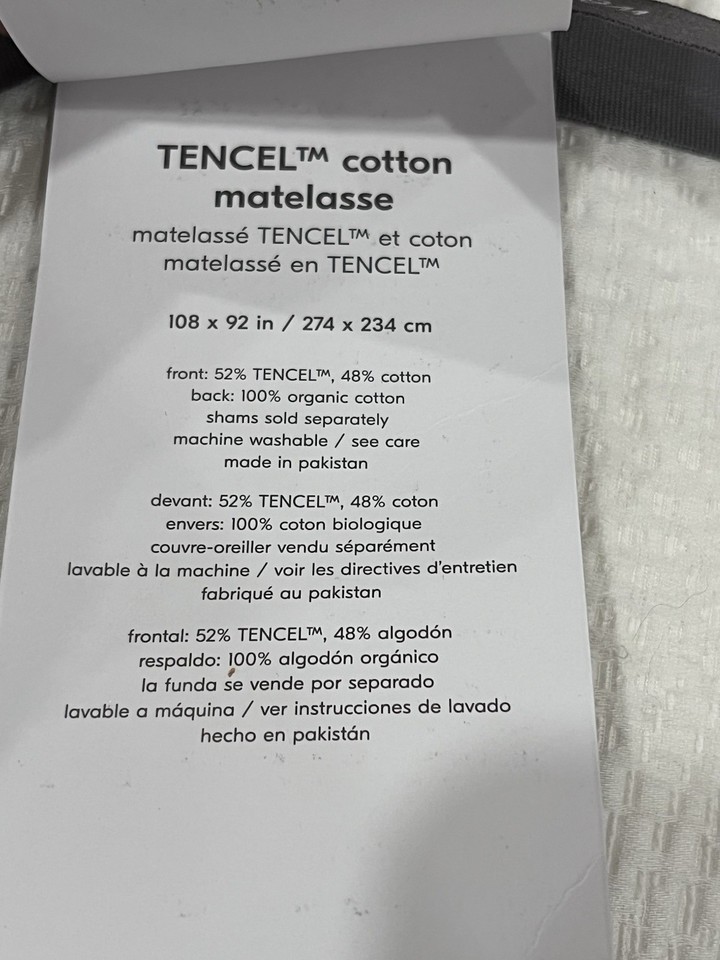 TENCEL™ cotton
matelasse
matelassé TENCEL™ et coton
matelassé en TENCEL™
108 x 92 in / 274 x 234 cm
front: 52% TENCEL™, 48% cotton
back: 100% organic cotton
shams sold separately
machine washable / see care
made in pakistan
devant: 52% TENCEL™, 48% coton
envers: 100% coton biologique
couvre-oreiller vendu séparément
lavable à la machine / voir les directives d'entretien
fabriqué au pakistan
frontal: 52% TENCEL™, 48% algodón
respaldo: 100% algodón orgánico
la funda se vende por separado
lavable a máquina / ver instrucciones de lavado
hecho en pakistán